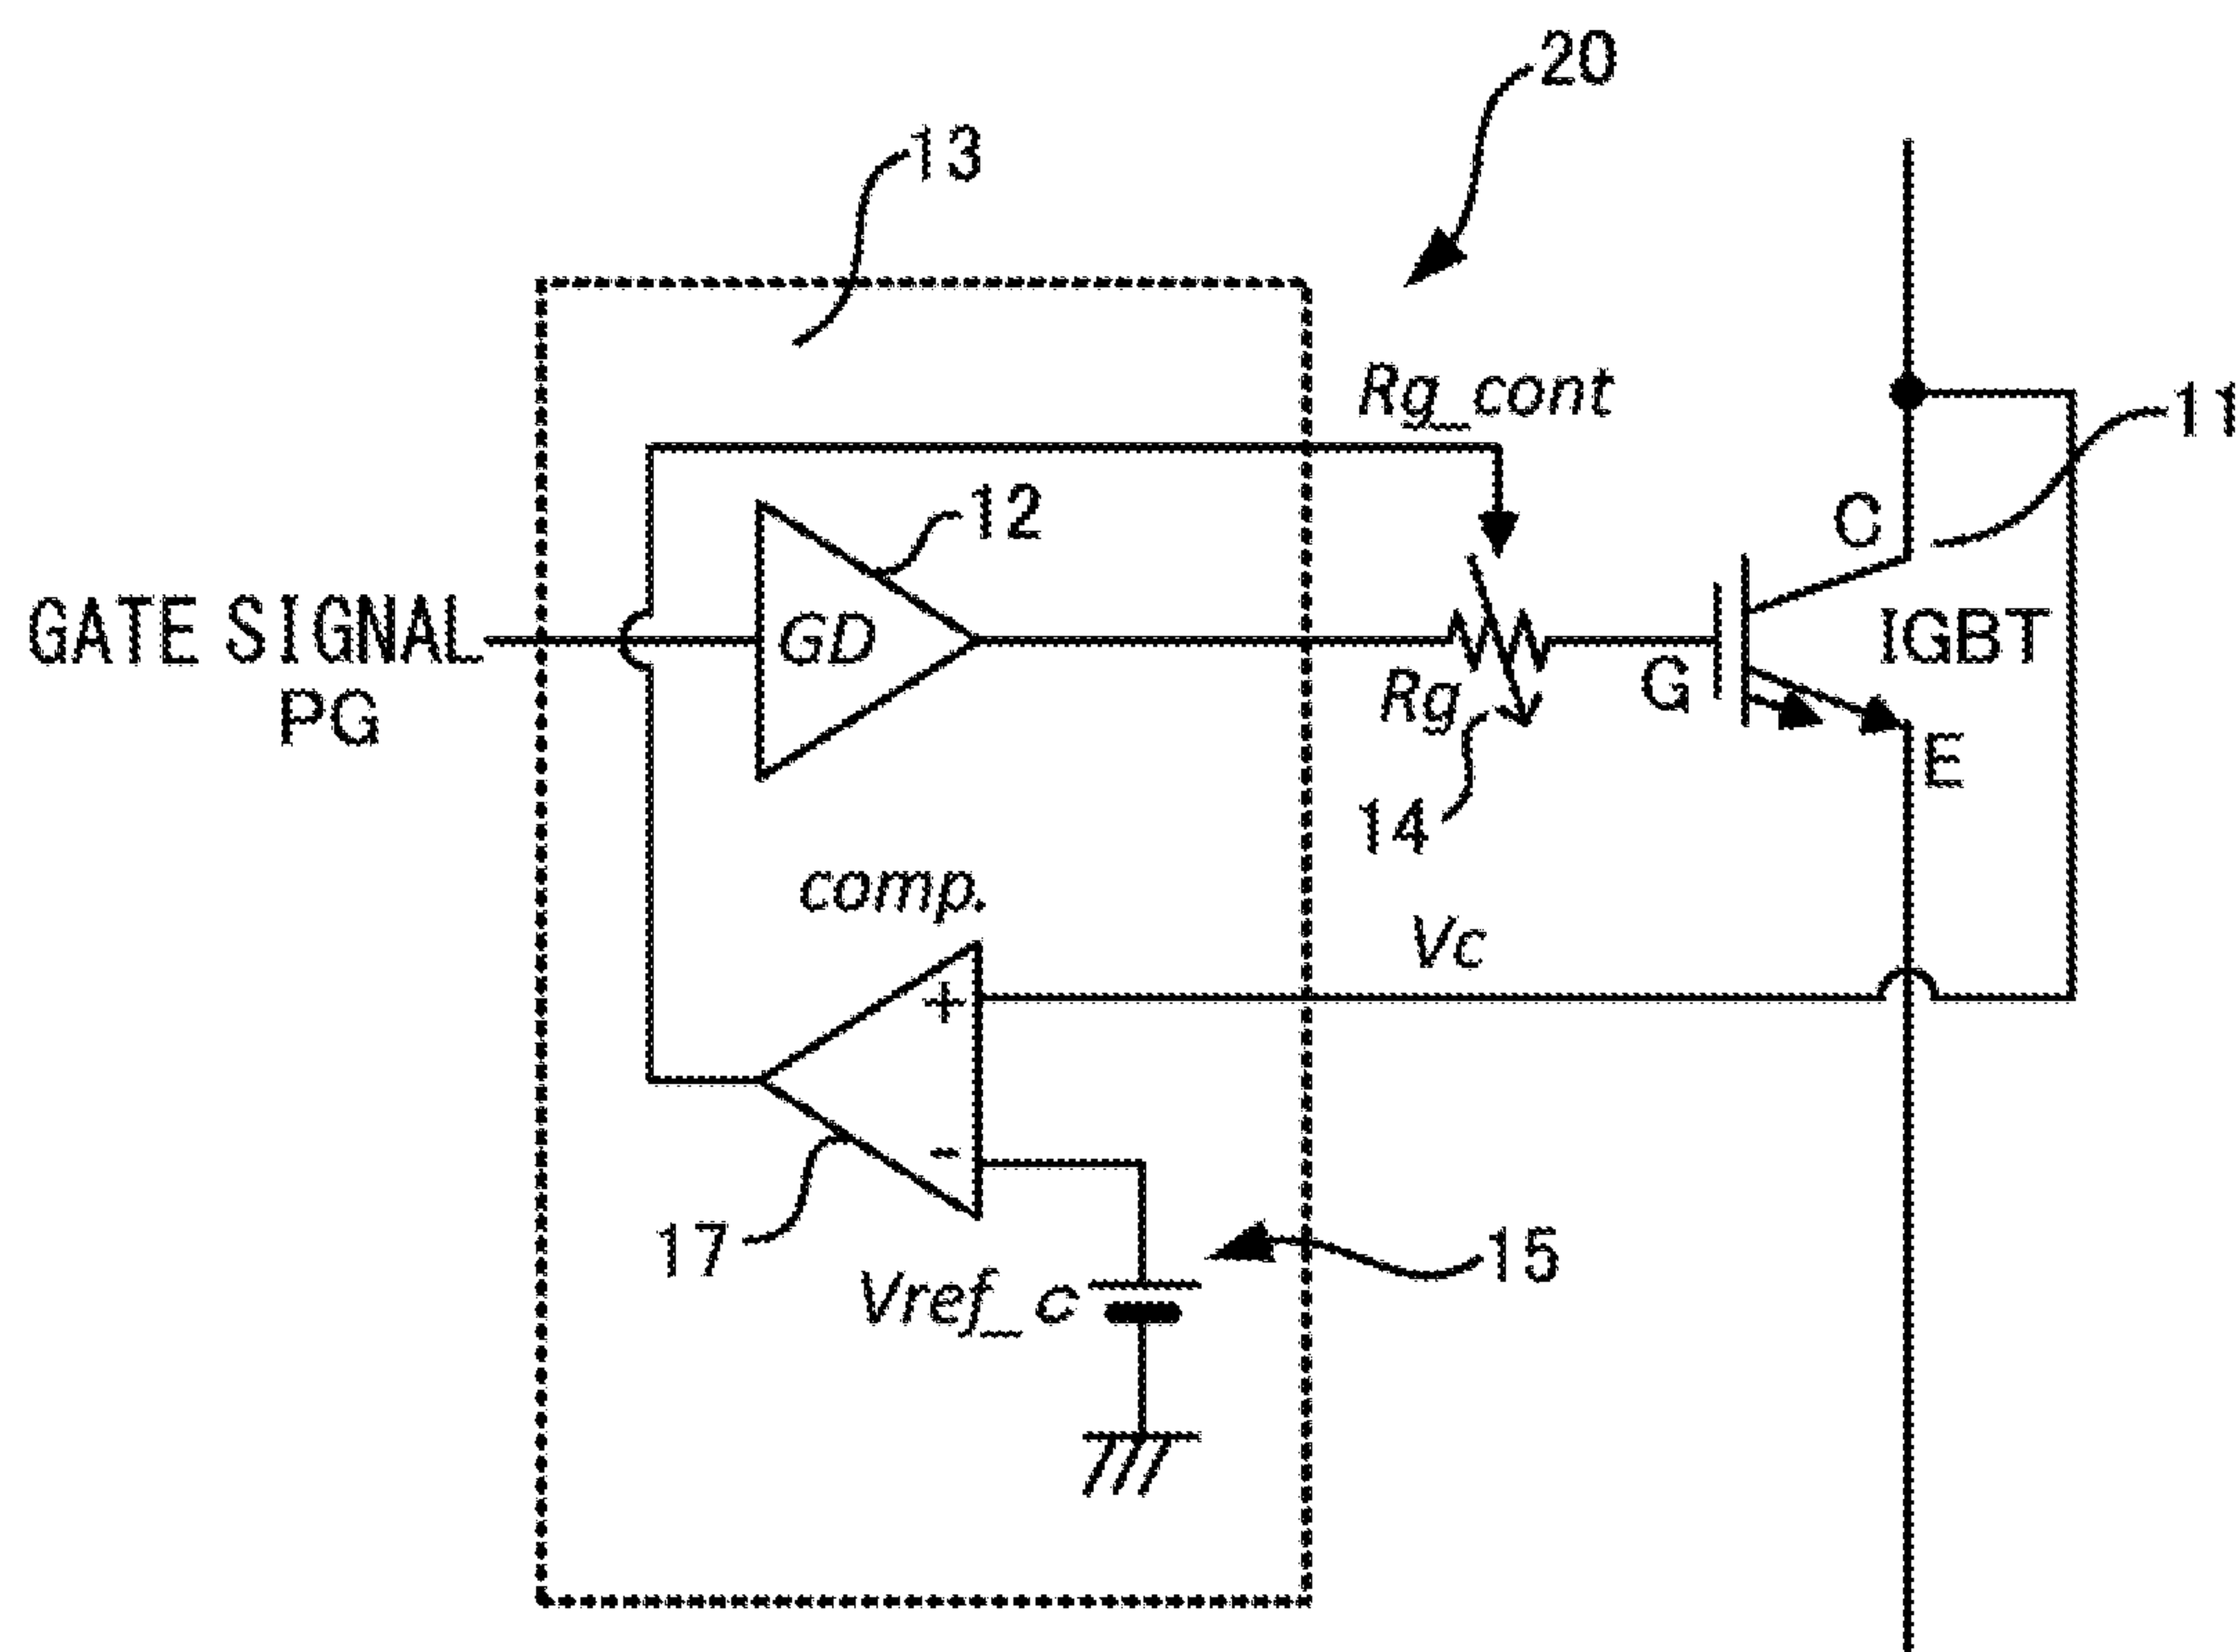 20
13
Rg_cont
11
12
C
GATE SIGNAL
PG
GD
IGBT
Rg
G
E
14
comp.
Vc
+
-
17
15
Vref_c